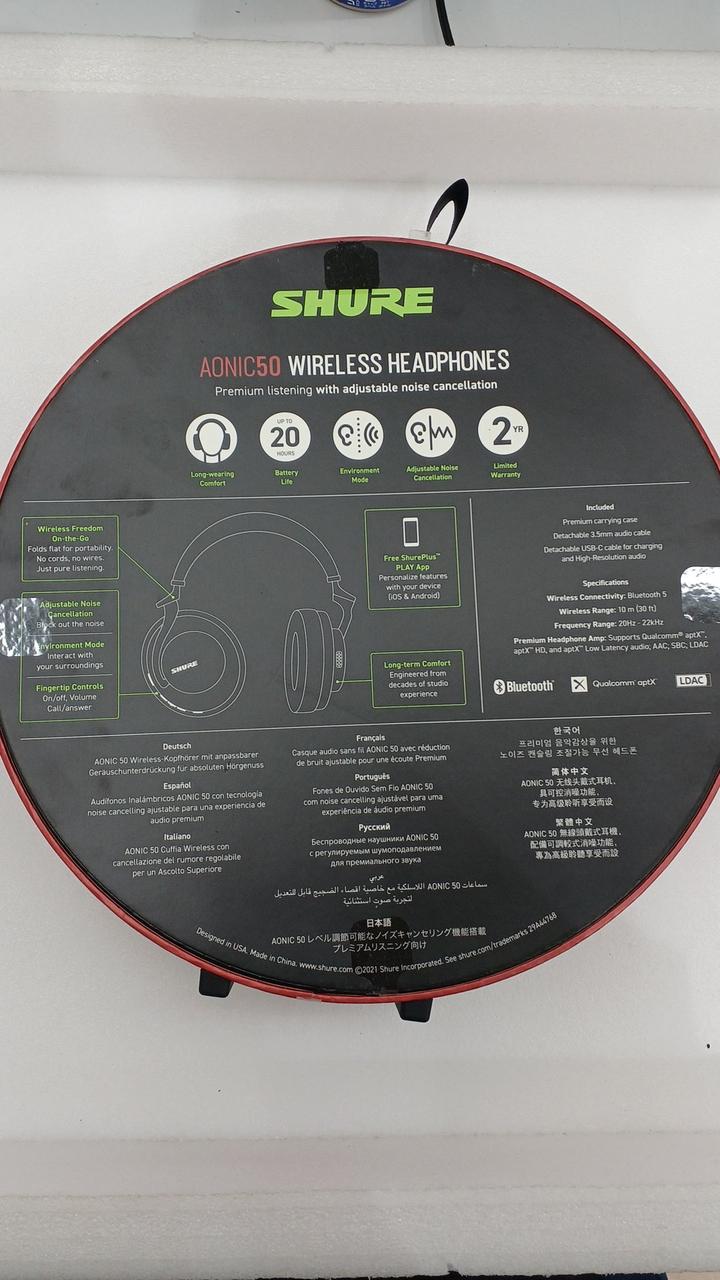 SHURE
AONIC50 WIRELESS HEADPHONES
Premium listening with adjustable noise cancellation
UP TO
20
HOURS
2 YR
Long-wearing
Comfort
Battery
Life
Environment
Mode
Adjustable Noise
Cancellation
Limited
Warranty
Wireless Freedom
On-the-Go
Folds flat for portability.
No cords, no wires.
Just pure listening.
Adjustable Noise
Cancellation
out the noise
Mode
Interact with
your surroundings
Fingertip Controls
On/off, Volume
Call/answer
SHURE
Free ShurePlus™
PLAY App
Personalize features
with your device
(iOS & Android)
Long-term Comfort
Engineered from
decades of studio
experience
Included
Premium carrying case
Detachable 3.5mm audio cable
Detachable USB-C cable for charging
and High-Resolution audio
Specifications
Wireless Connectivity: Bluetooth 5
Wireless Range: 10 m (30 ft)
Frequency Range: 20Hz - 22kHz
Premium Headphone Amp: Supports Qualcomm® aptX™,
aptX™ HD, and aptX™ Low Latency audio; AAC; SBC; LDAC
Bluetooth®
Qualcomm® aptX™
LDAC
Deutsch
AONIC 50 Wireless-Kopfhörer mit anpassbarer
Geräuschunterdrückung für absoluten Hörgenuss
Español
Audífonos Inalámbricos AONIC 50 con tecnología
noise cancelling ajustable para una experiencia de
audio premium
Italiano
AONIC 50 Cuffia Wireless con
cancellazione del rumore regolabile
per un Ascolto Superiore
Français
Casque audio sans fil AONIC 50 avec réduction
de bruit ajustable pour une écoute Premium
Português
Fones de Ouvido Sem Fio AONIC 50
com noise cancelling ajustável para uma
experiência de áudio premium
Русский
Беспроводные наушники AONIC 50
с регулируемым шумоподавлением
для премиального звука
عربي
سماعات AONIC 50 اللاسلكية مع خاصية اقصاء الضجيج قابل للتعديل
لتجربة صوت استثنائية
日本語
AONIC 50 レベル調節可能なノイズキャンセリング機能搭載
プレミアムリスニング向け
한국어
프리미엄 음악감상을 위한
노이즈 캔슬링 조절가능 무선 헤드폰
简体中文
AONIC 50 无线头戴式耳机，
具可控消噪功能，
专为高级聆听享受而设
繁體中文
AONIC 50 無線頭戴式耳機，
配備可調較式消噪功能，
專為高級聆聽享受而設
Designed in USA. Made in China. www.shure.com ©2021 Shure Incorporated. See shure.com/trademarks 29A44768